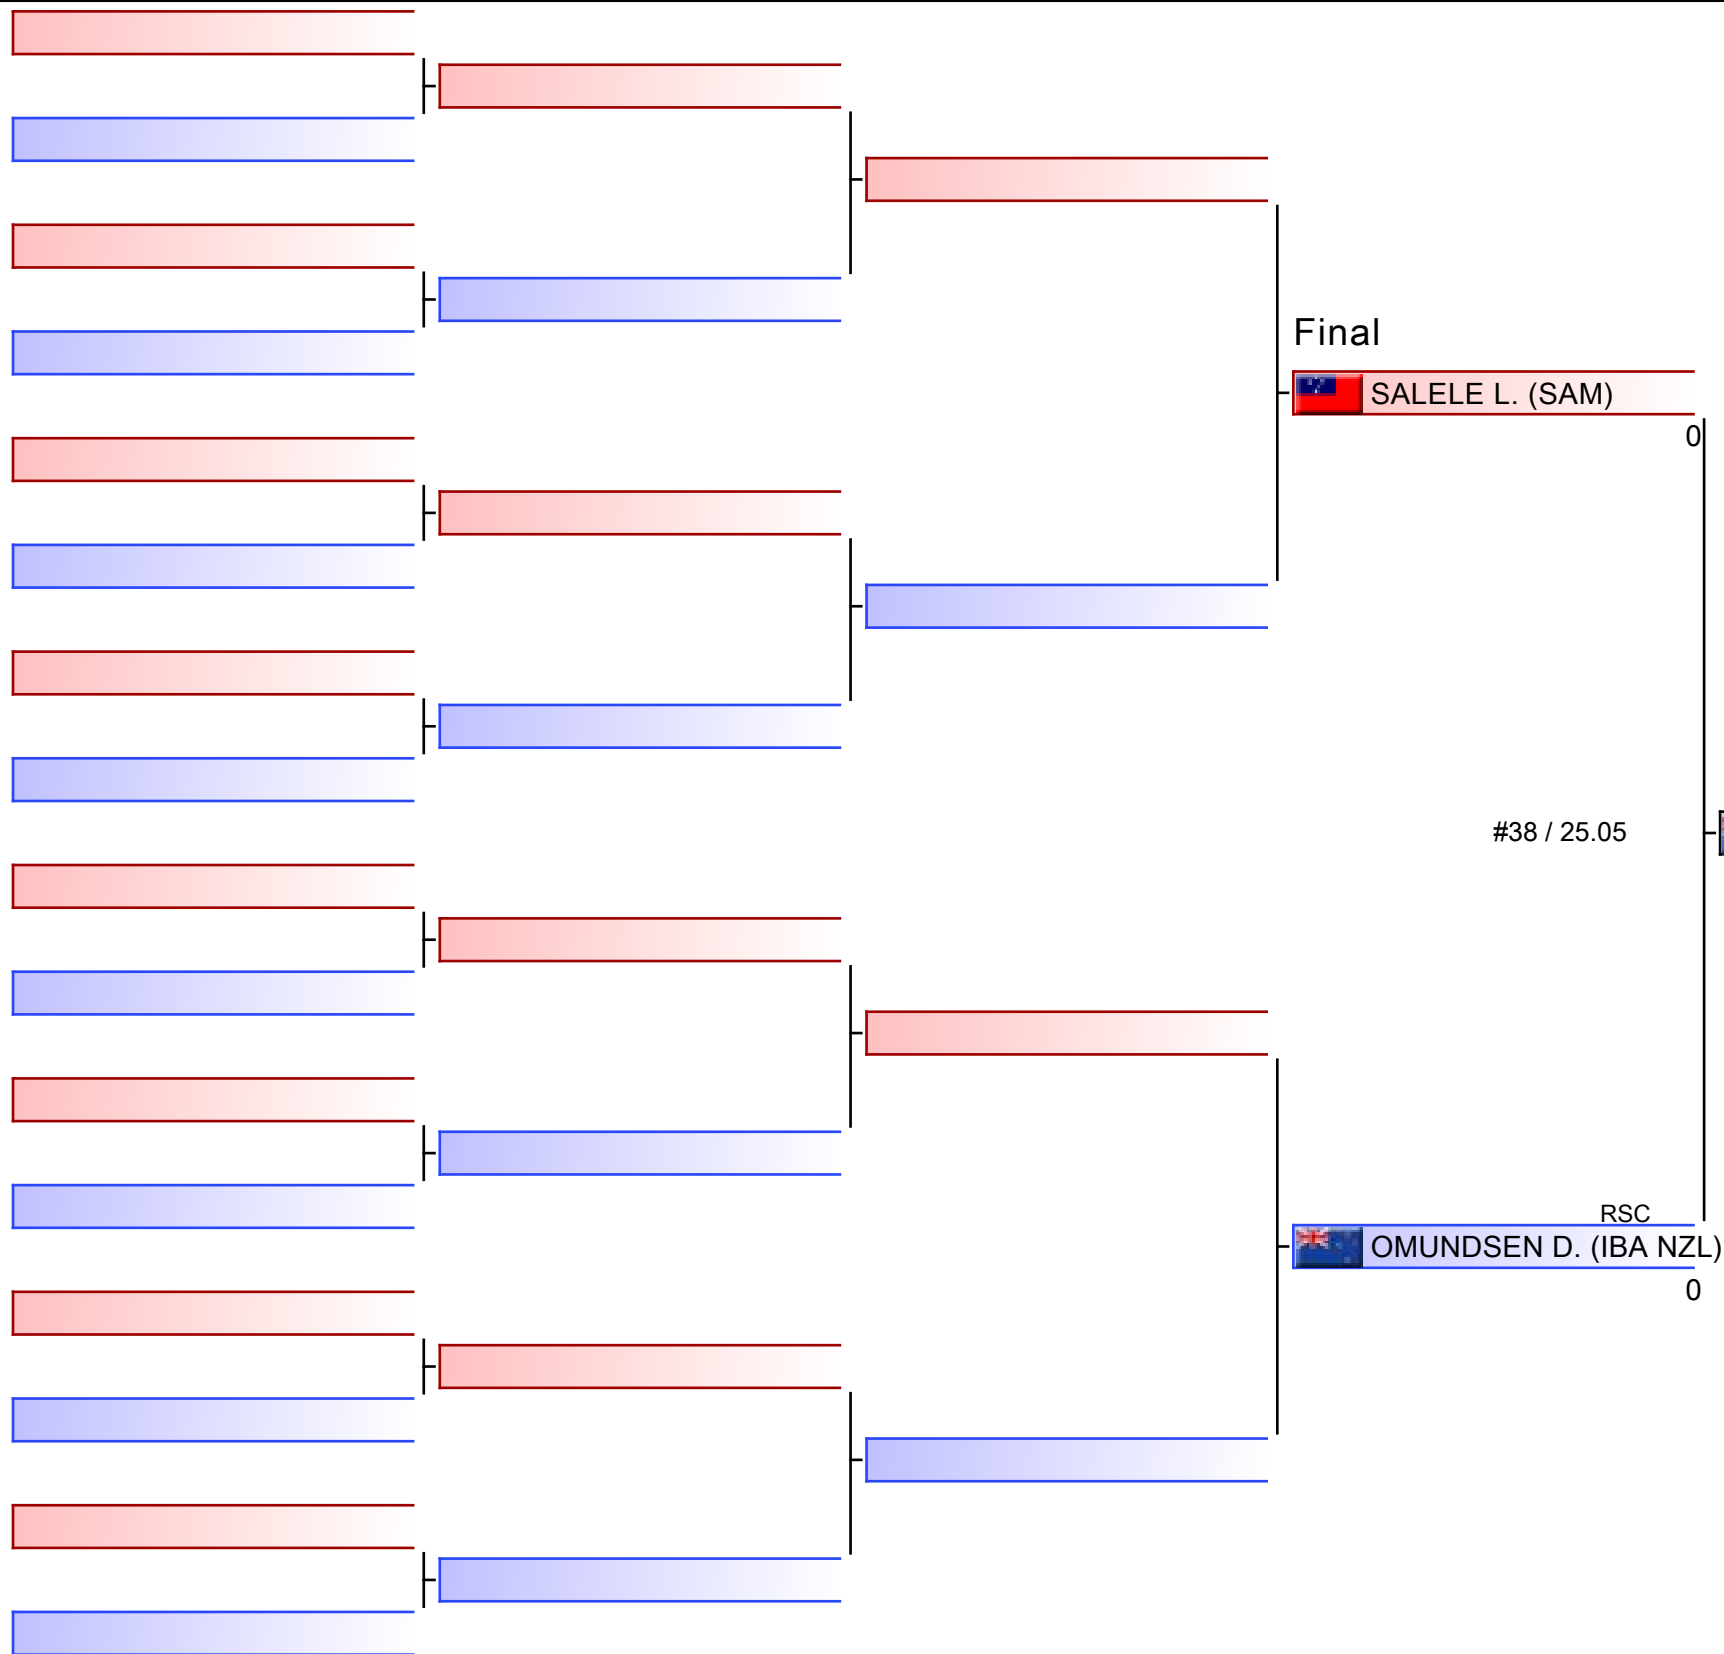 Final
SALELE L. (SAM)
0
#38 / 25.05
RSC
OMUNDSEN D. (IBA NZL)
0